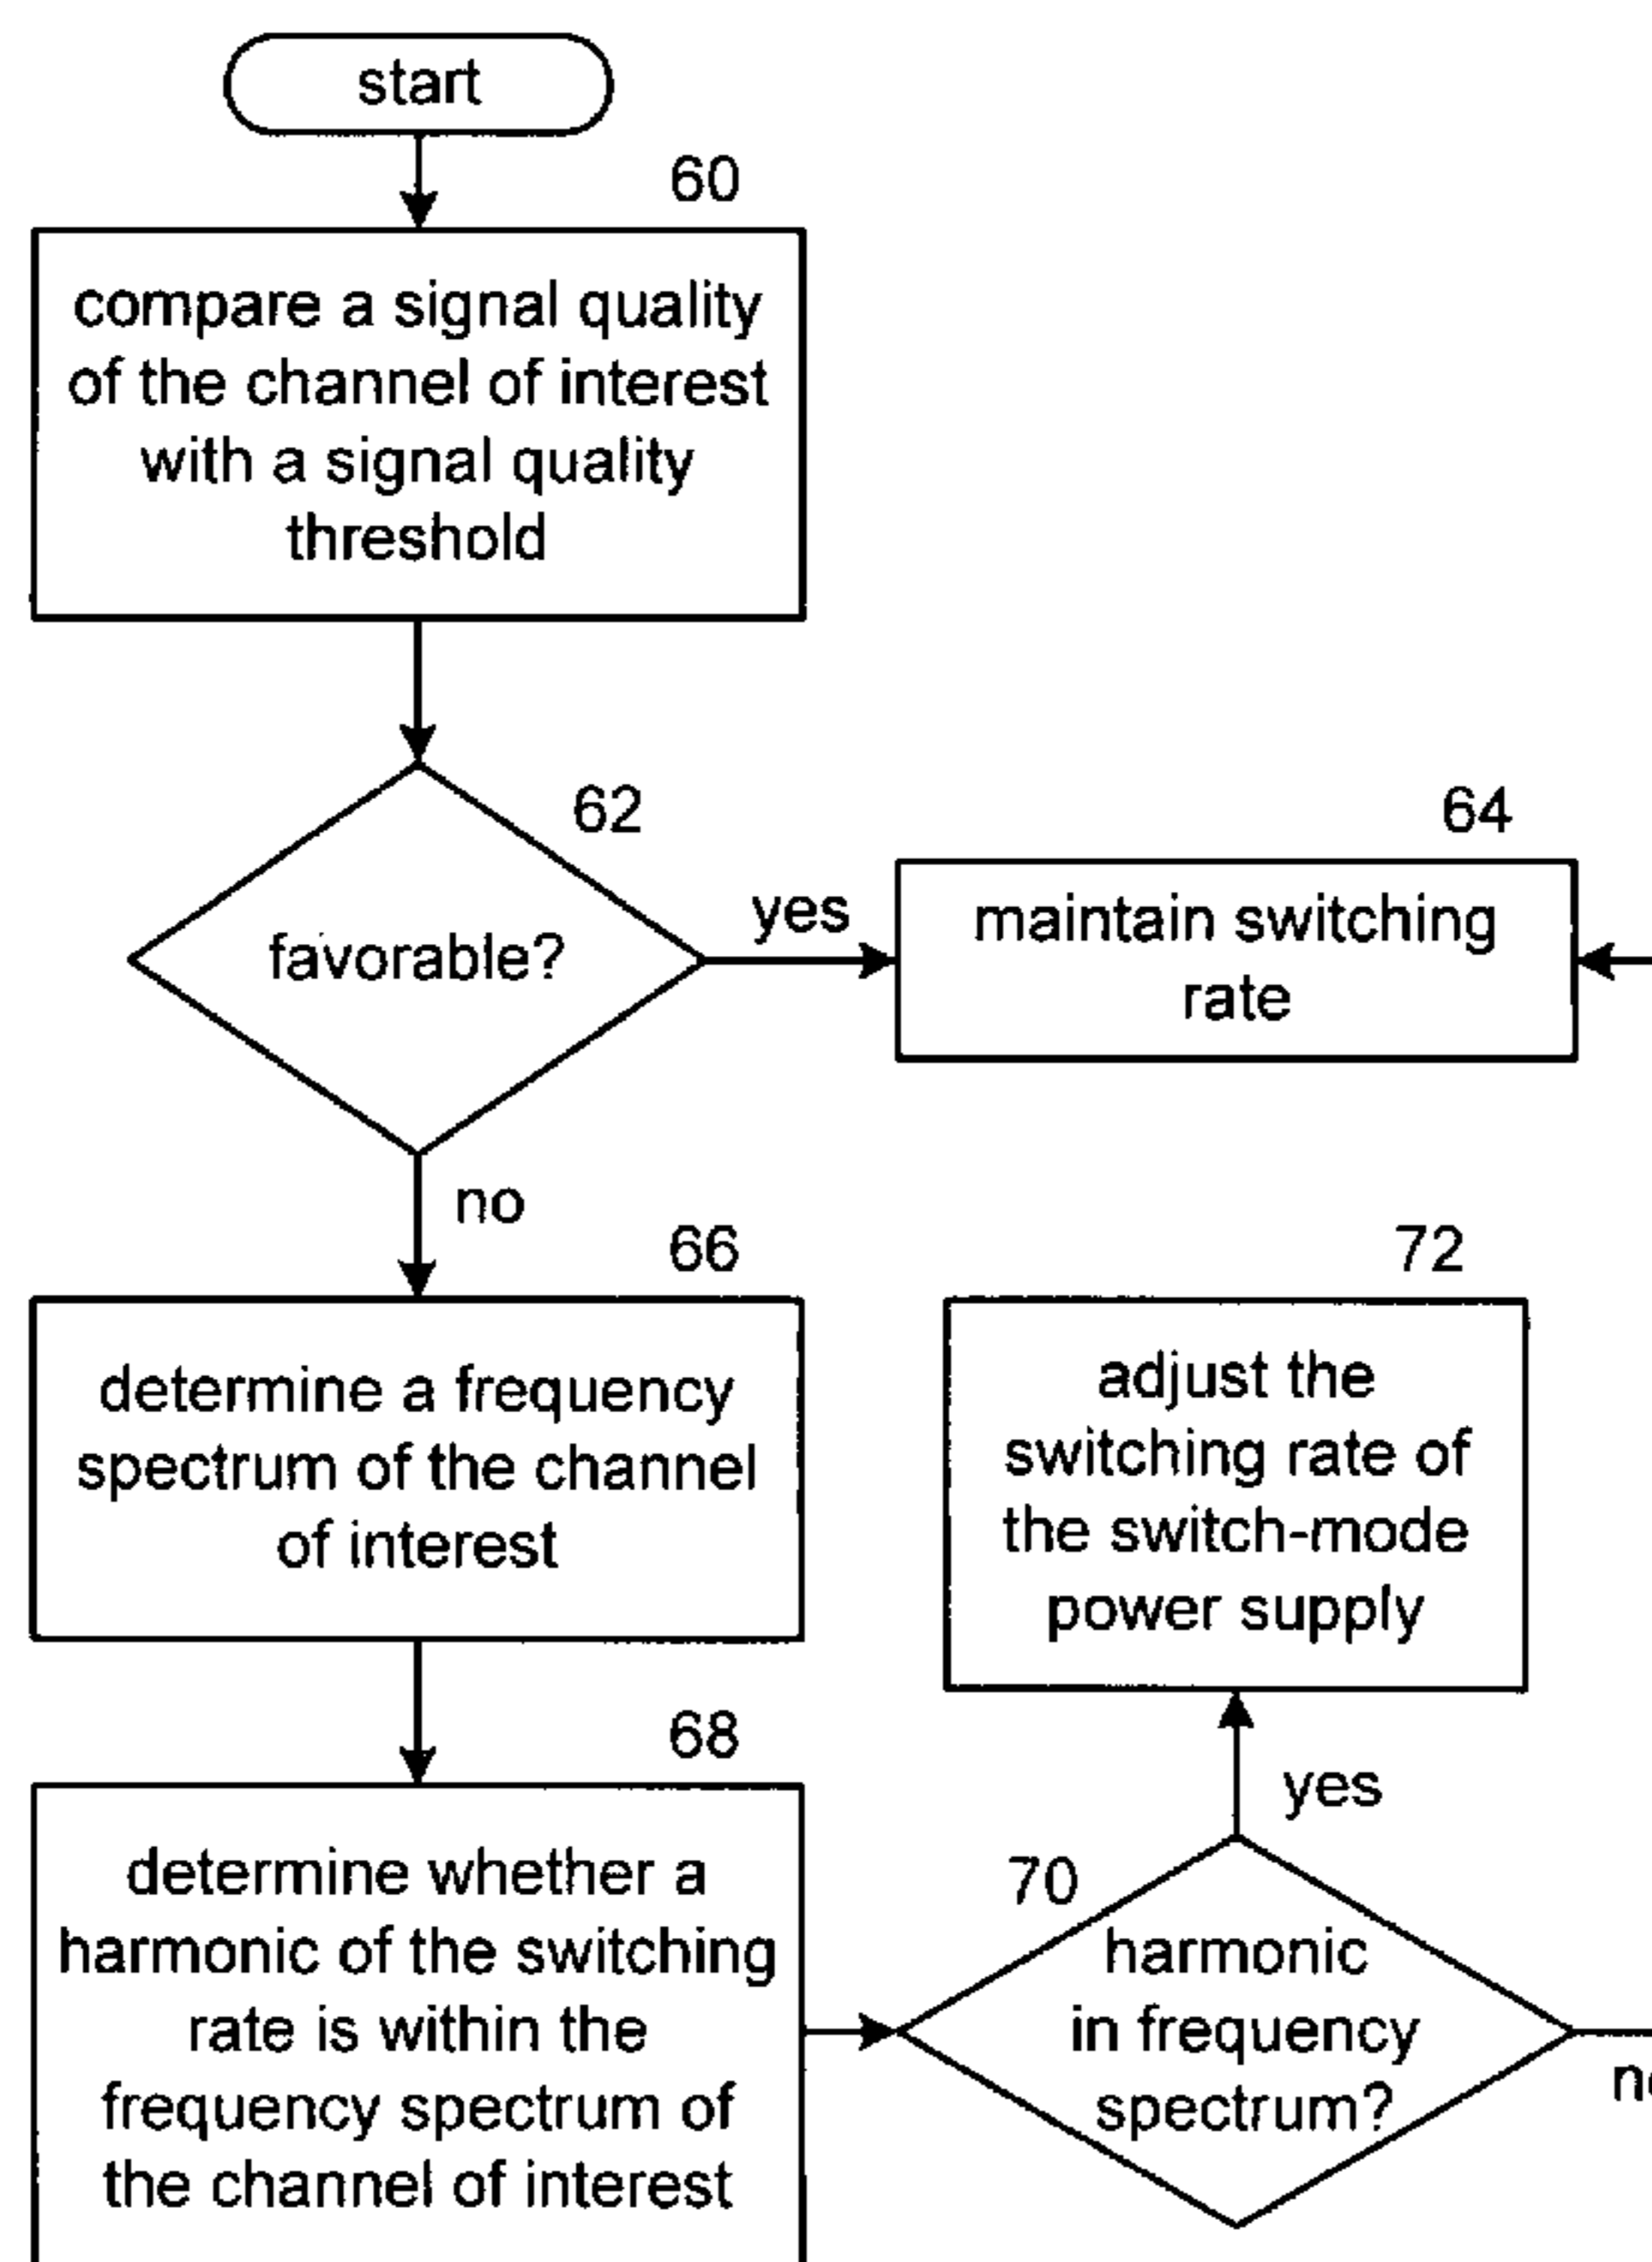 start
60
compare a signal quality
of the channel of interest
with a signal quality
threshold
62
favorable?
yes
64
maintain switching
rate
no
66
determine a frequency
spectrum of the channel
of interest
72
adjust the
switching rate of
the switch-mode
power supply
68
determine whether a
harmonic of the switching
rate is within the
frequency spectrum of
the channel of interest
yes
70
harmonic
in frequency
spectrum?